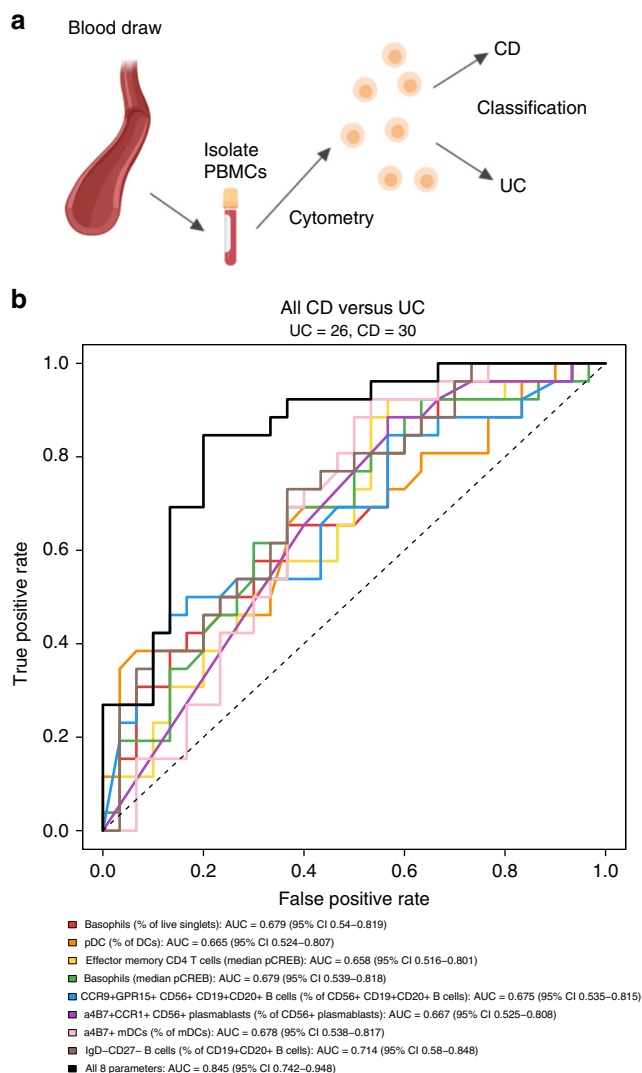 a
Blood draw
Isolate
PBMCs
Cytometry
CD
Classification
UC
b
All CD versus UC
UC = 26, CD = 30
True positive rate
1.0
0.8
0.6
0.4
0.2
0.0
0.0 0.2 0.4 0.6 0.8 1.0
False positive rate
Basophils (% of live singlets): AUC = 0.679 (95% CI 0.54–0.819)
pDC (% of DCs): AUC = 0.665 (95% CI 0.524–0.807)
Effector memory CD4 T cells (median pCREB): AUC = 0.658 (95% CI 0.516–0.801)
Basophils (median pCREB): AUC = 0.679 (95% CI 0.539–0.818)
CCR9+GPR15+ CD56+ CD19+CD20+ B cells (% of CD56+ CD19+CD20+ B cells): AUC = 0.675 (95% CI 0.535–0.815)
a4B7+CCR1+ CD56+ plasmablasts (% of CD56+ plasmablasts): AUC = 0.667 (95% CI 0.525–0.808)
a4B7+ mDCs (% of mDCs): AUC = 0.678 (95% CI 0.538–0.817)
IgD–CD27– B cells (% of CD19+CD20+ B cells): AUC = 0.714 (95% CI 0.58–0.848)
All 8 parameters: AUC = 0.845 (95% CI 0.742–0.948)